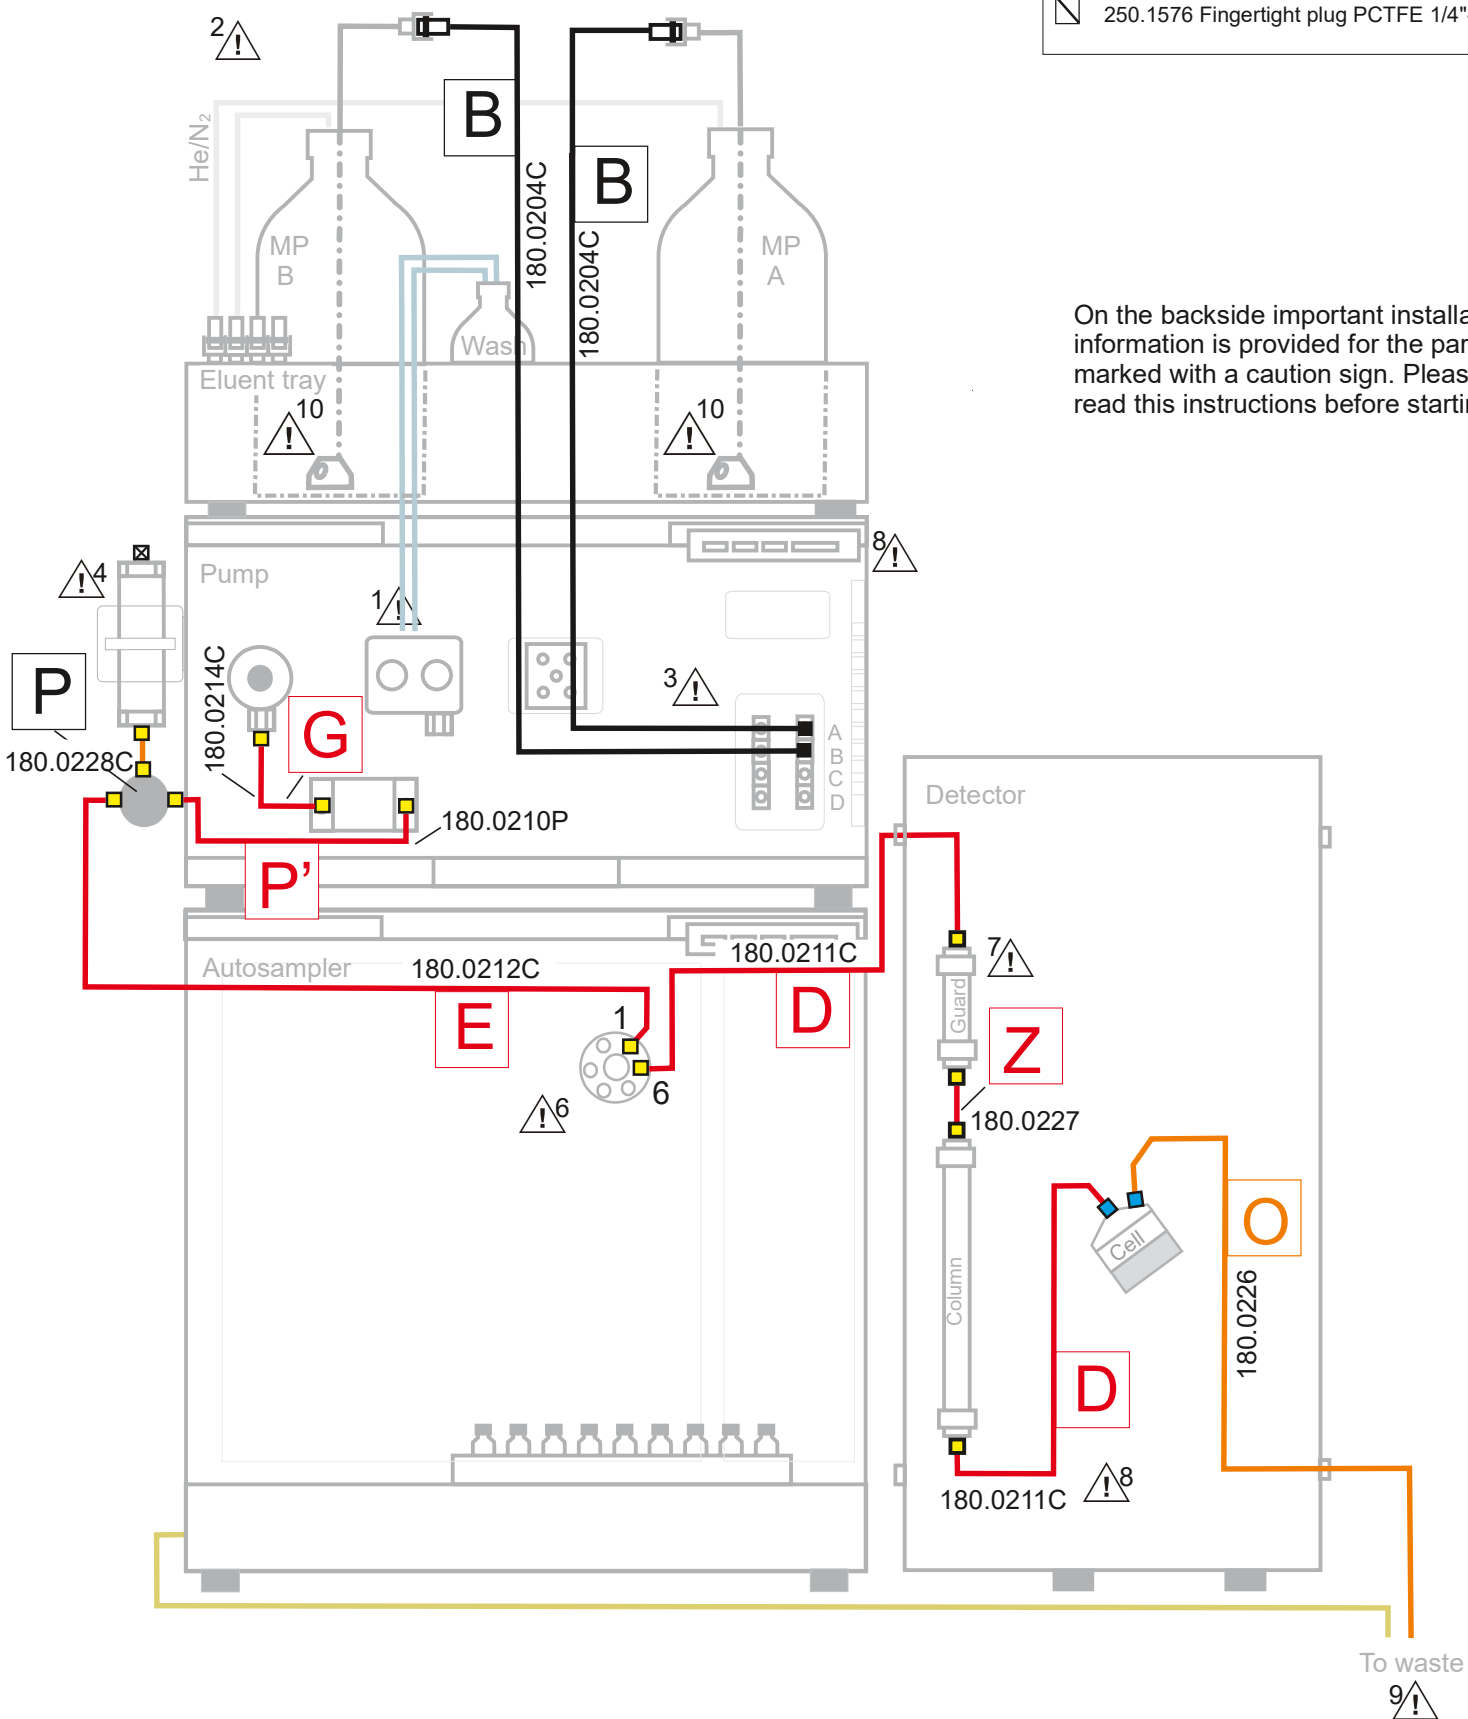 250.1576 Fingertight plug PCTFE 1/4"
2
!
He/N₂
B
B
180.0204C
180.0204C
MP
B
MP
A
Wash
On the backside important installa
information is provided for the par
marked with a caution sign. Pleas
read this instructions before starti
Eluent tray
10
!
10
!
8
!
Pump
!
4
1
!
3
!
P
180.0214C
G
180.0228C
A
B
C
D
180.0210P
P’
Detector
Autosampler
180.0212C
180.0211C
E
D
7
!
Guard
Z
1
6
!
6
180.0227
Cell
O
Column
180.0226
D
180.0211C
!
8
To waste
9
!